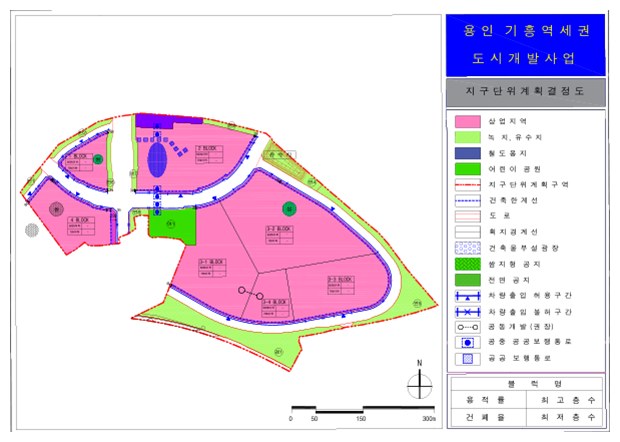 용인 기흥역세권
도시개발사업
지구단위계획결정도
상업지역
녹지,유수지
철도용지
어린이 공원
지구단위계획구역
건축한계선
도로
획지경계선
건축물부설광장
쌈지형 공지
전면 공지
차량출입 허용구간
차량출입 불허구간
공동개발(권장)
공중 공공보행통로
공공 보행통로
블럭명
용적률 최고층수
건폐율 최저층수
2 BLOCK
BLOCK
4 BLOCK
3-2 BLOCK
3-1 BLOCK
3-3 BLOCK
3-4 BLOCK
N
0 50 150 300m